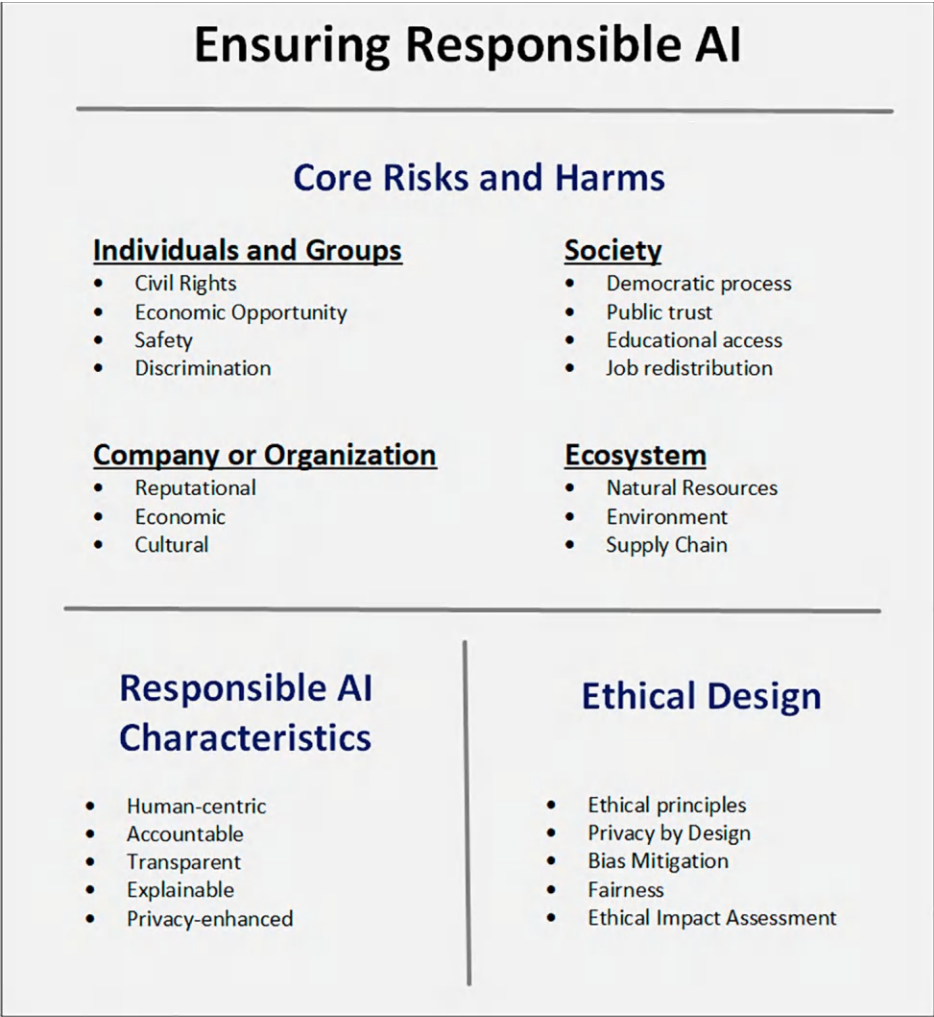 Ensuring Responsible AI
Core Risks and Harms
Individuals and Groups
• Civil Rights
• Economic Opportunity
• Safety
• Discrimination
Society
• Democratic process
• Public trust
• Educational access
• Job redistribution
Company or Organization
• Reputational
• Economic
• Cultural
Ecosystem
• Natural Resources
• Environment
• Supply Chain
Responsible AI
Characteristics
• Human-centric
• Accountable
• Transparent
• Explainable
• Privacy-enhanced
Ethical Design
• Ethical principles
• Privacy by Design
• Bias Mitigation
• Fairness
• Ethical Impact Assessment